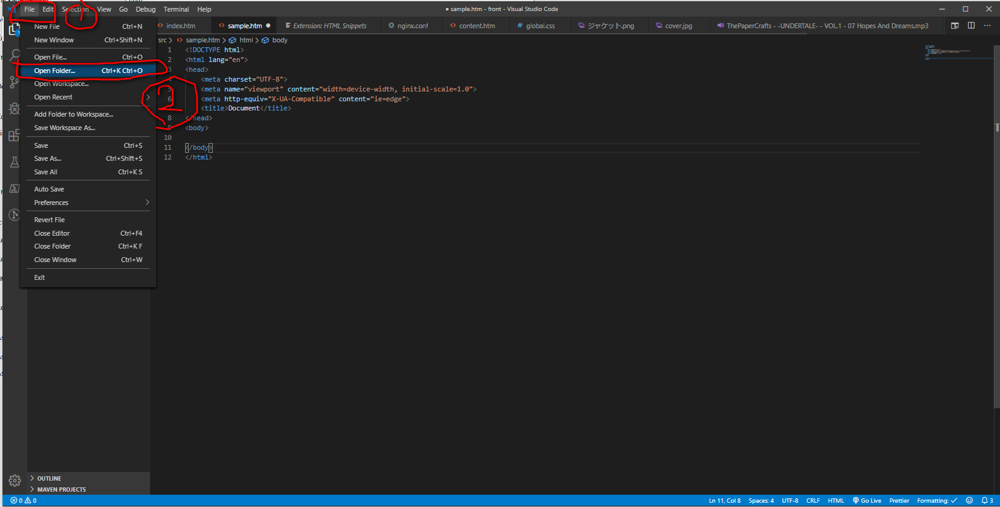 File Edit Selection View Go Debug Terminal Help
● sample.htm - front - Visual Studio Code
1
New File Ctrl+N
New Window Ctrl+Shift+N
Open File... Ctrl+O
Open Folder... Ctrl+K Ctrl+O
Open Workspace...
Open Recent
Add Folder to Workspace...
Save Workspace As...
Save Ctrl+S
Save As... Ctrl+Shift+S
Save All Ctrl+K S
Auto Save
Preferences
Revert File
Close Editor Ctrl+F4
Close Folder Ctrl+K F
Close Window Ctrl+W
Exit
2
index.htm sample.htm ● Extension: HTML Snippets nginx.conf content.htm # global.css ジャケット.png cover.jpg ThePaperCrafts - -UNDERTALE- - VOL.1 - 07 Hopes And Dreams.mp3
src > <> sample.htm > html > body
1 <!DOCTYPE html>
2 <html lang="en">
3 <head>
<meta charset="UTF-8">
5 <meta name="viewport" content="width=device-width, initial-scale=1.0">
6 <meta http-equiv="X-UA-Compatible" content="ie=edge">
<title>Document</title>
8 </head>
9 <body>
10
11 </body>
12 </html>
OUTLINE
MAVEN PROJECTS
0 0
Ln 11, Col 8 Spaces: 4 UTF-8 CRLF HTML Go Live Prettier Formatting: ✓ 3